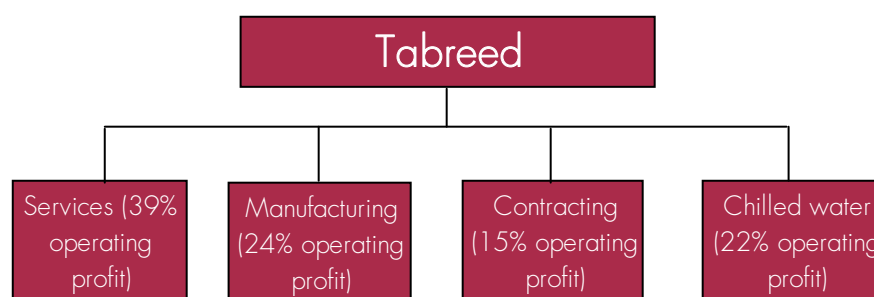 Tabreed
Services (39%
operating
profit)
Manufacturing
(24% operating
profit)
Contracting
(15% operating
profit)
Chilled water
(22% operating
profit)